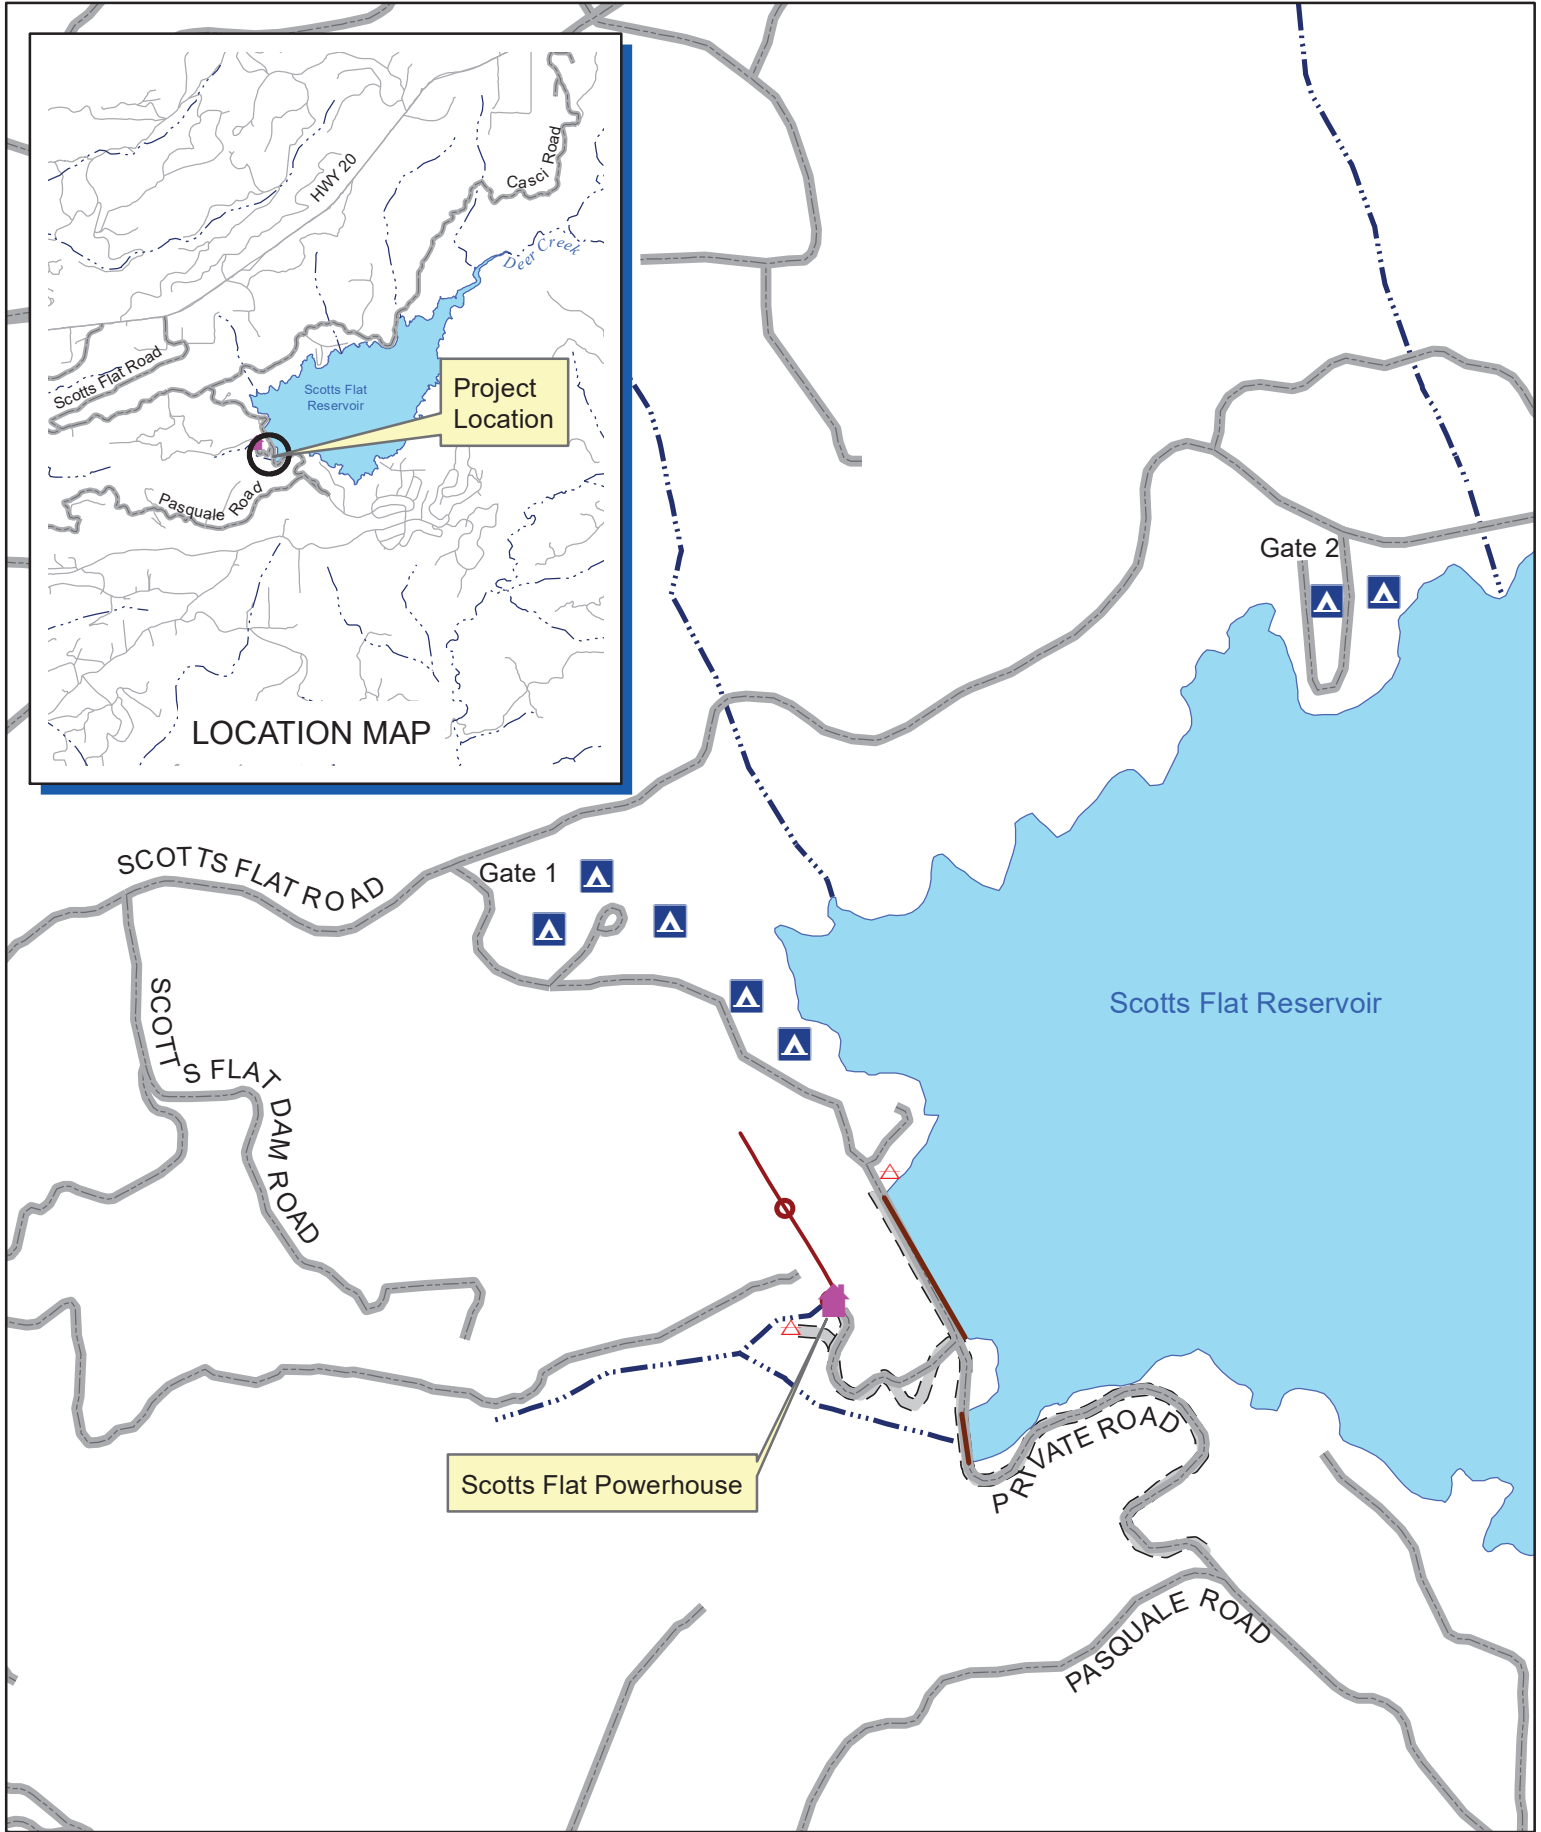 HWY 20
Casci Road
Deer Creek
Scotts Flat Road
Scotts Flat
Reservoir
Project
Location
Pasquale Road
LOCATION MAP
Gate 2
SCOTTS FLAT ROAD
Gate 1
Scotts Flat Reservoir
SCOTTS FLAT DAM ROAD
PRIVATE ROAD
Scotts Flat Powerhouse
PASQUALE ROAD